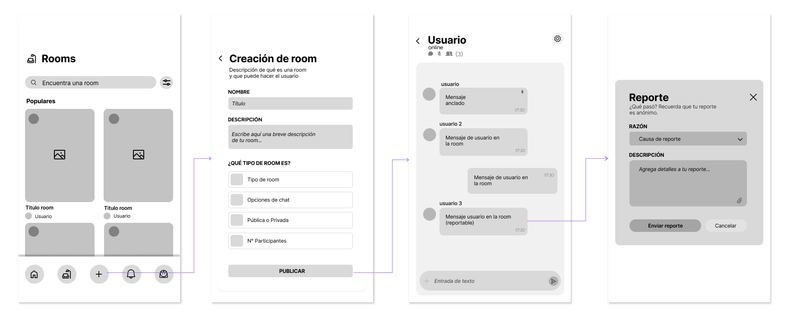 Rooms
Encuentra una room
Populares
Título room
Usuario
Título room
Usuario
Creación de room
Descripción de qué es una room
y que puede hacer el usuario
NOMBRE
Título
DESCRIPCIÓN
Escribe aquí una breve descripción
de tu room...
¿QUÉ TIPO DE ROOM ES?
Tipo de room
Opciones de chat
Pública o Privada
Nº Participantes
PUBLICAR
Usuario
online
(3)
usuario
Mensaje
anclado
17:30
usuario 2
Mensaje de usuario en
la room
17:30
Mensaje de usuario en
la room
17:30
usuario 3
Mensaje usuario en la room
(reportable)
17:30
Entrada de texto
Reporte
¿Qué pasó? Recuerda que tu reporte
es anónimo.
RAZÓN
Causa de reporte
DESCRIPCIÓN
Agrega detalles a tu reporte...
Enviar reporte
Cancelar